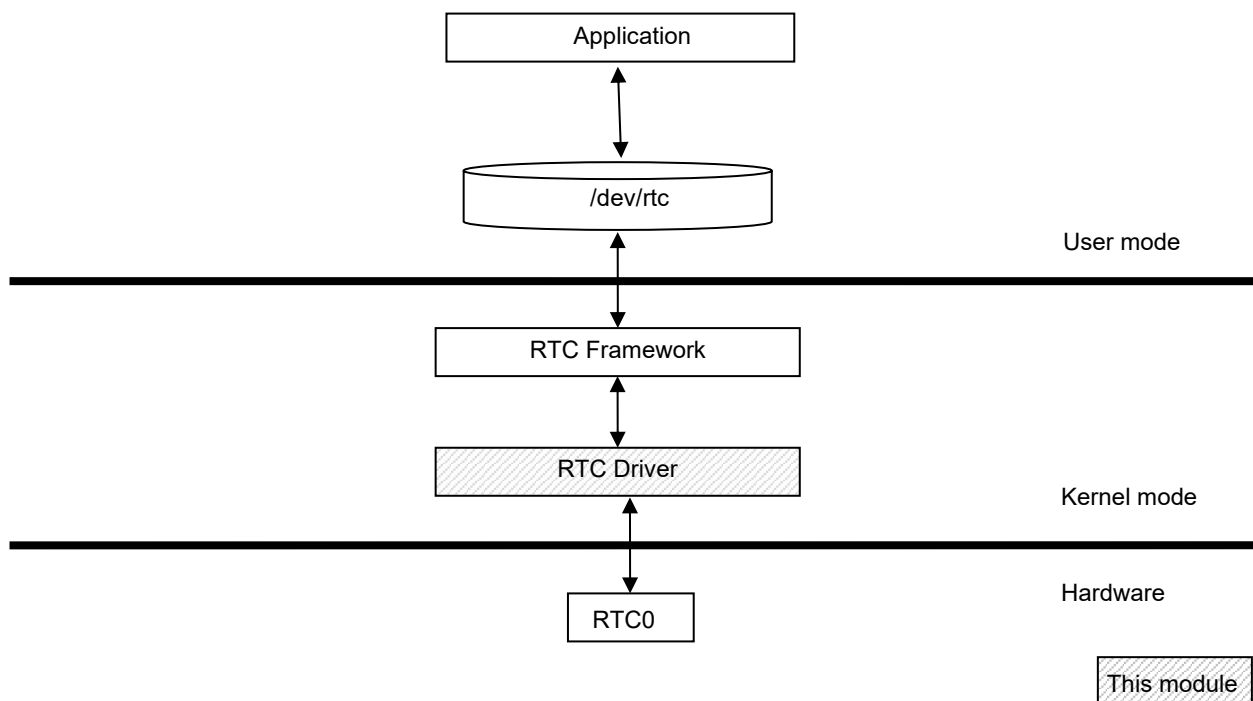 Application
/dev/rtc
User mode
RTC Framework
RTC Driver
Kernel mode
Hardware
RTC0
This module